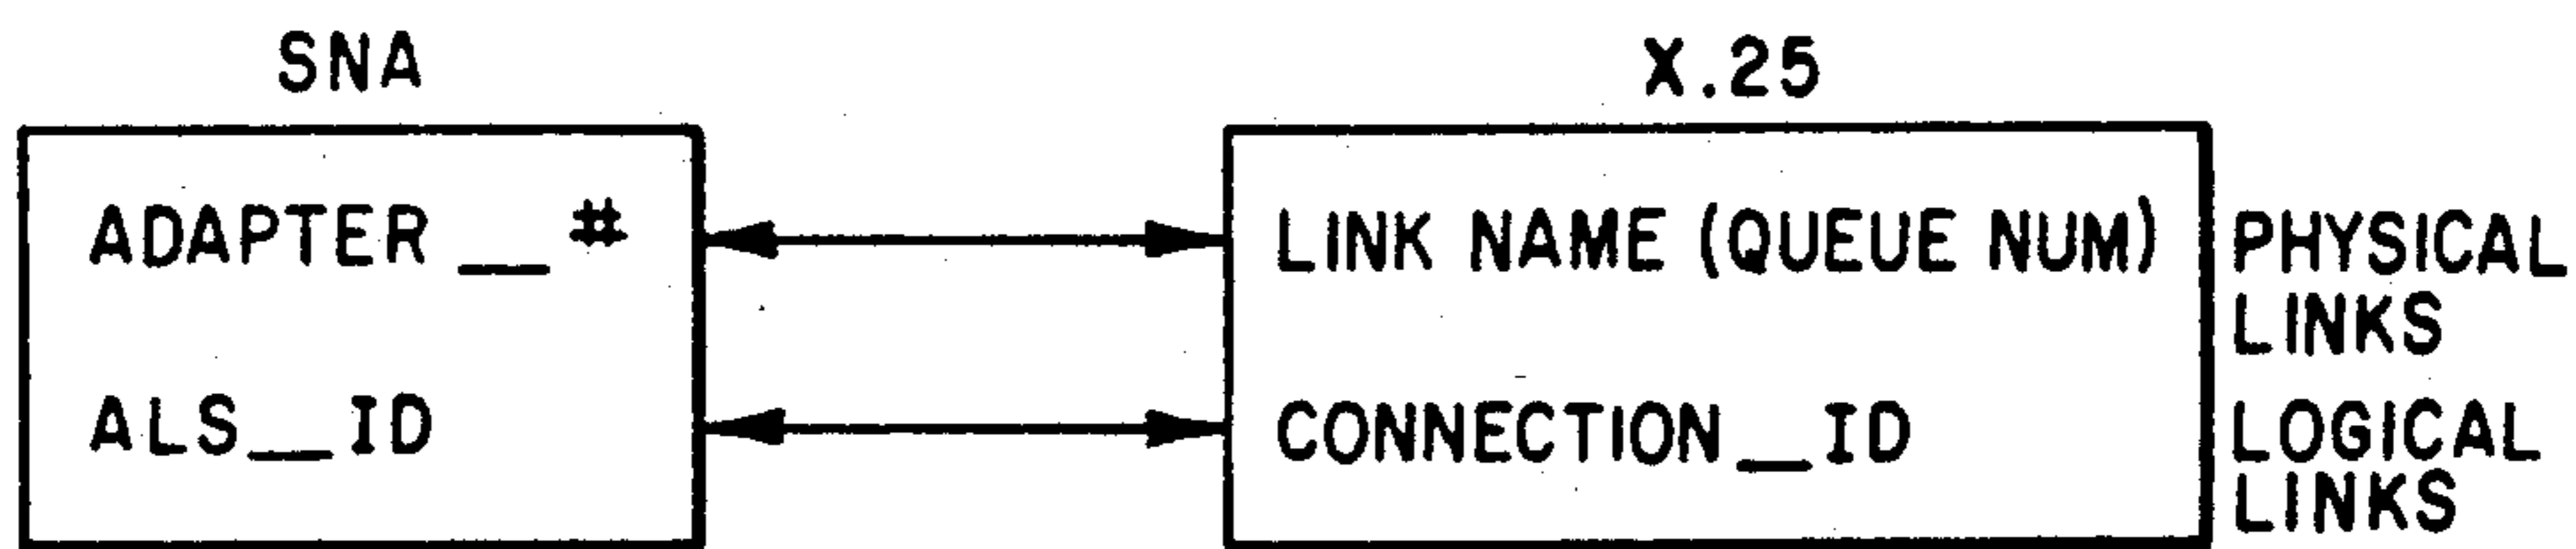 SNA X.25
ADAPTER__# LINK NAME (QUEUE NUM) PHYSICAL
LINKS
ALS__ID CONNECTION__ID LOGICAL
LINKS